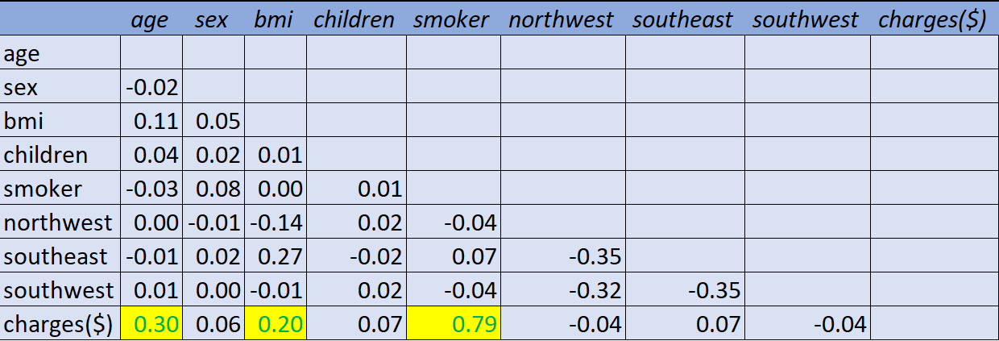 age sex bmi children smoker northwest southeast southwest charges($)
age
sex -0.02
bmi 0.11 0.05
children 0.04 0.02 0.01
smoker -0.03 0.08 0.00 0.01
northwest 0.00 -0.01 -0.14 0.02 -0.04
southeast -0.01 0.02 0.27 -0.02 0.07 -0.35
southwest 0.01 0.00 -0.01 0.02 -0.04 -0.32 -0.35
charges($) 0.30 0.06 0.20 0.07 0.79 -0.04 0.07 -0.04